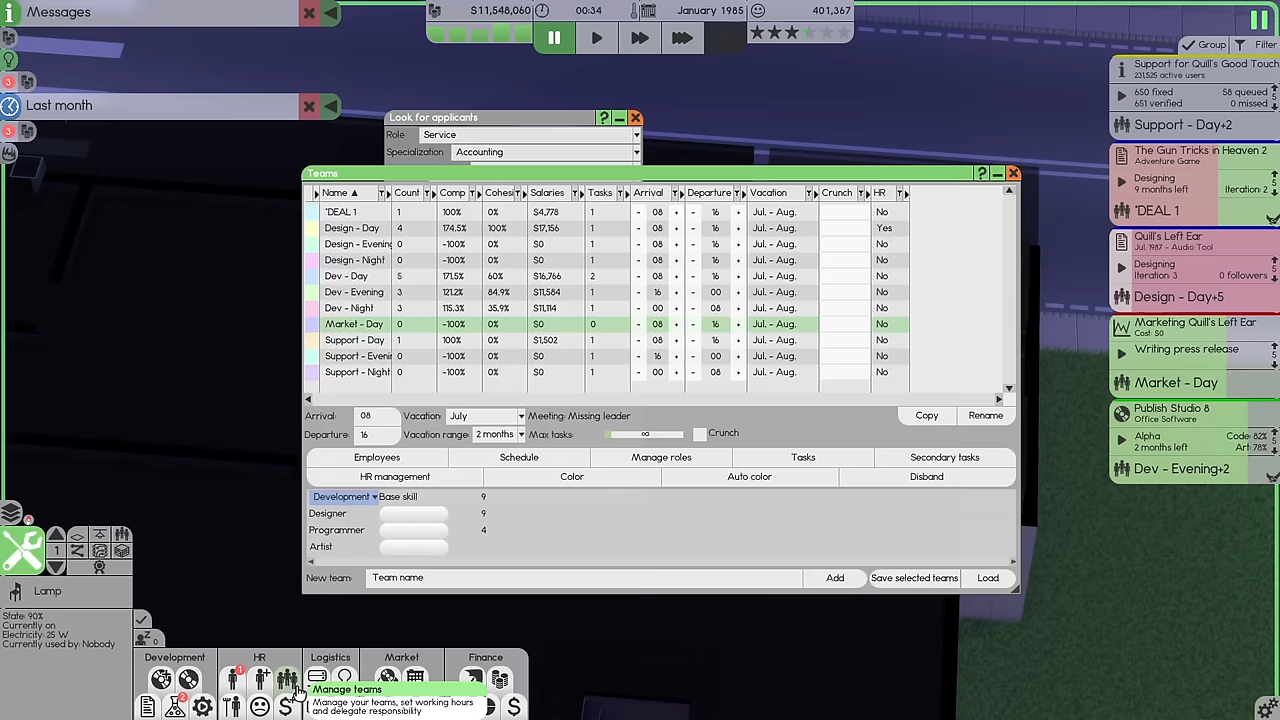 Messages
Last month
$11,548,060 00:34 January 1985 401,367
Group Filter
Look for applicants
Role Service
Specialization Accounting
Teams
Name Count Comp Cohesi Salaries Tasks Arrival Departure Vacation Crunch HR
"DEAL 1 1 100% 0% $4,778 1 - 08 + - 16 + Jul. - Aug. No
Design - Day 4 174.5% 100% $17,156 1 - 08 + - 16 + Jul. - Aug. Yes
Design - Evening 0 -100% 0% $0 1 - 08 + - 16 + Jul. - Aug. No
Design - Night 0 -100% 0% $0 1 - 08 + - 16 + Jul. - Aug. No
Dev - Day 5 171.5% 60% $16,766 2 - 08 + - 16 + Jul. - Aug. No
Dev - Evening 3 121.2% 84.9% $11,584 1 - 16 + - 00 + Jul. - Aug. No
Dev - Night 3 115.3% 35.9% $11,114 1 - 00 + - 08 + Jul. - Aug. No
Market - Day 0 -100% 0% $0 0 - 08 + - 16 + Jul. - Aug. No
Support - Day 1 100% 0% $1,502 1 - 08 + - 16 + Jul. - Aug. No
Support - Evenin 0 -100% 0% $0 1 - 16 + - 00 + Jul. - Aug. No
Support - Night 0 -100% 0% $0 1 - 00 + - 08 + Jul. - Aug. No
Arrival: 08 Vacation: July Meeting: Missing leader Copy Rename
Departure: 16 Vacation range: 2 months Max tasks: ∞ Crunch
Employees Schedule Manage roles Tasks Secondary tasks
HR management Color Auto color Disband
Development Base skill 9
Designer 9
Programmer 4
Artist
New team: Team name Add Save selected teams Load
Support for Quill's Good Touch
231,525 active users
650 fixed 58 queued
651 verified 0 missed
5
Support - Day+2
The Gun Tricks in Heaven 2
Adventure Game
Designing
9 months left Iteration: 2
5
"DEAL 1
Quill's Left Ear
Jul. 1987 - Audio Tool
Designing
Iteration: 3 0 followers
5
Design - Day+5
Marketing Quill's Left Ear
Cost: $0
Writing press release
5
Market - Day
Publish Studio 8
Office Software
Alpha Code: 82%
2 months left Art: 78%
5
Dev - Evening+2
1
Lamp
State: 90%
Currently on
Electricity: 25 W
Currently used by: Nobody
0
Development HR Logistics Market Finance
Manage teams
Manage your teams, set working hours
and delegate responsibility